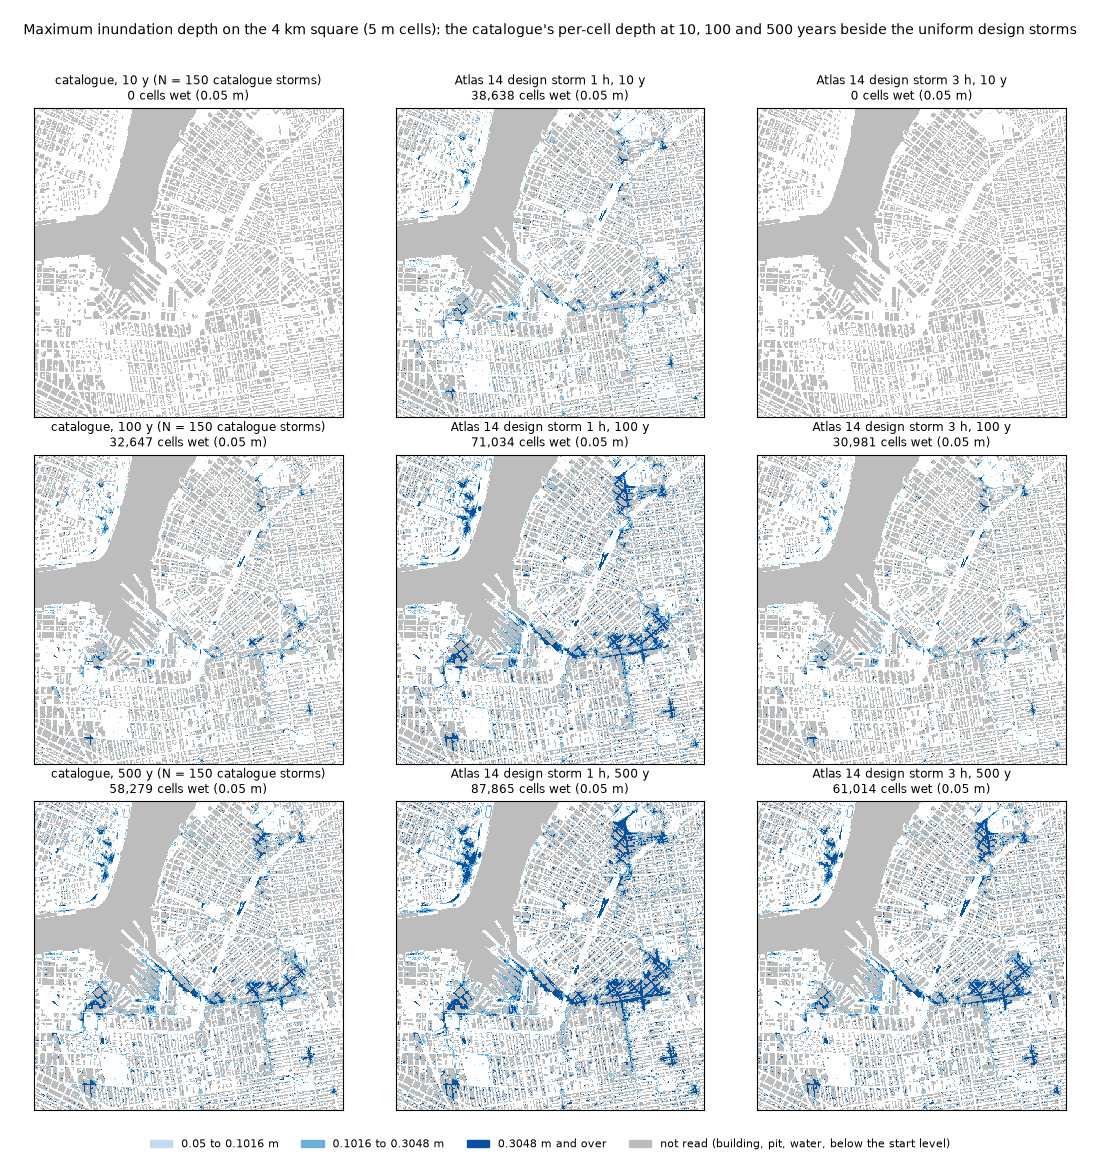 Maximum inundation depth on the 4 km square (5 m cells): the catalogue's per-cell depth at 10, 100 and 500 years beside the uniform design storms
catalogue, 10 y (N = 150 catalogue storms)
0 cells wet (0.05 m)
Atlas 14 design storm 1 h, 10 y
38,638 cells wet (0.05 m)
Atlas 14 design storm 3 h, 10 y
0 cells wet (0.05 m)
catalogue, 100 y (N = 150 catalogue storms)
32,647 cells wet (0.05 m)
Atlas 14 design storm 1 h, 100 y
71,034 cells wet (0.05 m)
Atlas 14 design storm 3 h, 100 y
30,981 cells wet (0.05 m)
catalogue, 500 y (N = 150 catalogue storms)
58,279 cells wet (0.05 m)
Atlas 14 design storm 1 h, 500 y
87,865 cells wet (0.05 m)
Atlas 14 design storm 3 h, 500 y
61,014 cells wet (0.05 m)
0.05 to 0.1016 m
0.1016 to 0.3048 m
0.3048 m and over
not read (building, pit, water, below the start level)